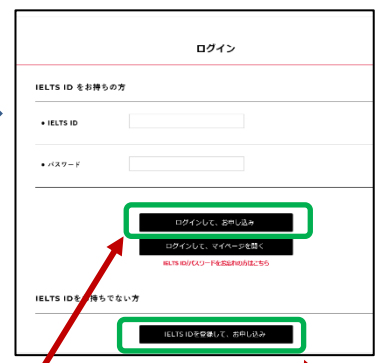 ログイン
IELTS ID をお持ちの方
• IELTS ID
• パスワード
ログインして、お申し込み
ログインして、マイページを開く
IELTS ID/パスワードをお忘れの方はこちら
IELTS IDをお持ちでない方
IELTS IDを登録して、お申し込み